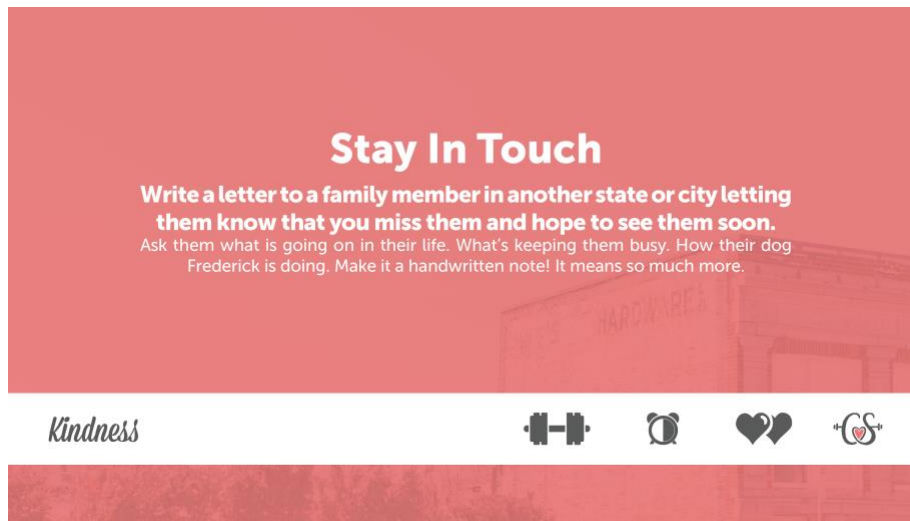 Stay In Touch
Write a letter to a family member in another state or city letting
them know that you miss them and hope to see them soon.
Ask them what is going on in their life. What's keeping them busy. How their dog
Frederick is doing. Make it a handwritten note! It means so much more.
HARDWARE
Kindness
CS